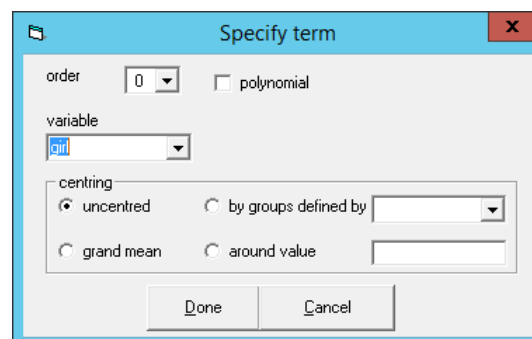 Specify term
x
order 0 polynomial
variable
girl
centring
uncentred by groups defined by
grand mean around value
Done Cancel